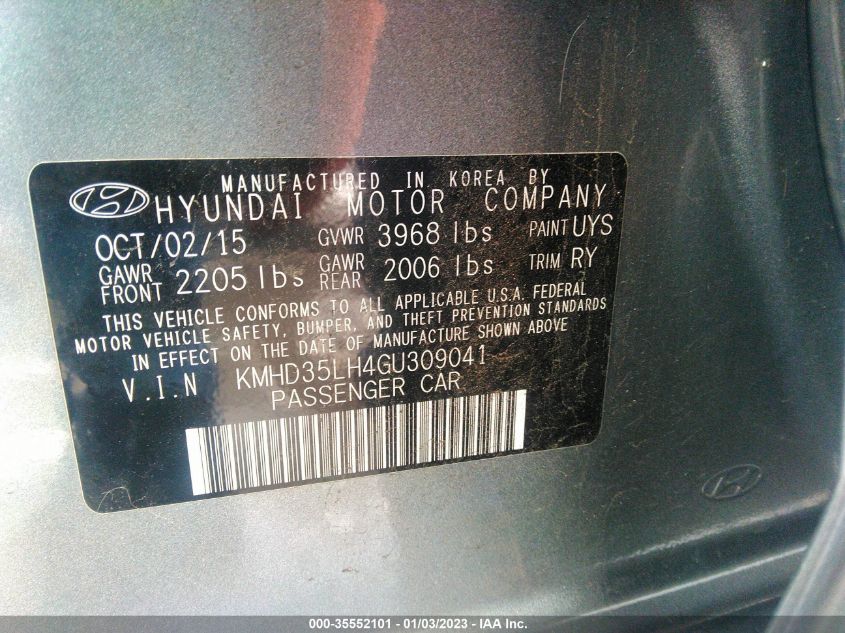 MANUFACTURED IN KOREA BY
HYUNDAI MOTOR COMPANY
OCT/02/15 GVWR 3968 lbs PAINT UYS
GAWR FRONT 2205 lbs GAWR REAR 2006 lbs TRIM RY
THIS VEHICLE CONFORMS TO ALL APPLICABLE U.S.A. FEDERAL
MOTOR VEHICLE SAFETY, BUMPER, AND THEFT PREVENTION STANDARDS
IN EFFECT ON THE DATE OF MANUFACTURE SHOWN ABOVE
V.I.N KMHD35LH4GU309041
PASSENGER CAR
000-35552101 - 01/03/2023 - IAA Inc.